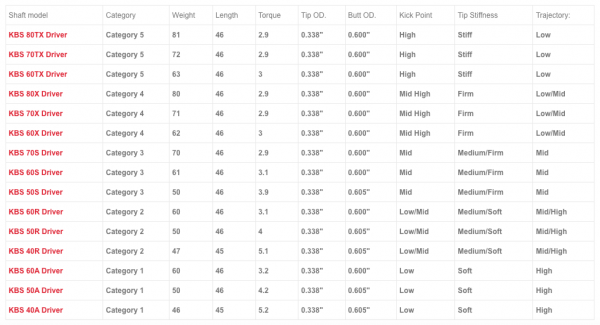 Shaft model Category Weight Length Torque Tip OD. Butt OD. Kick Point Tip Stiffness Trajectory:
KBS 80TX Driver Category 5 81 46 2.9 0.338" 0.600" High Stiff Low
KBS 70TX Driver Category 5 72 46 2.9 0.338" 0.600" High Stiff Low
KBS 60TX Driver Category 5 63 46 3 0.338" 0.600" High Stiff Low
KBS 80X Driver Category 4 80 46 2.9 0.338" 0.600" Mid High Firm Low/Mid
KBS 70X Driver Category 4 71 46 2.9 0.338" 0.600" Mid High Firm Low/Mid
KBS 60X Driver Category 4 62 46 3 0.338" 0.600" Mid High Firm Low/Mid
KBS 70S Driver Category 3 70 46 2.9 0.338" 0.600" Mid Medium/Firm Mid
KBS 60S Driver Category 3 61 46 3.1 0.338" 0.600" Mid Medium/Firm Mid
KBS 50S Driver Category 3 50 46 3.9 0.338" 0.605" Mid Medium/Firm Mid
KBS 60R Driver Category 2 60 46 3.1 0.338" 0.600" Low/Mid Medium/Soft Mid/High
KBS 50R Driver Category 2 50 46 4 0.338" 0.605" Low/Mid Medium/Soft Mid/High
KBS 40R Driver Category 2 47 45 5.1 0.338" 0.605" Low/Mid Medium/Soft Mid/High
KBS 60A Driver Category 1 60 46 3.2 0.338" 0.600" Low Soft High
KBS 50A Driver Category 1 50 46 4.2 0.338" 0.605" Low Soft High
KBS 40A Driver Category 1 46 45 5.2 0.338" 0.605" Low Soft High